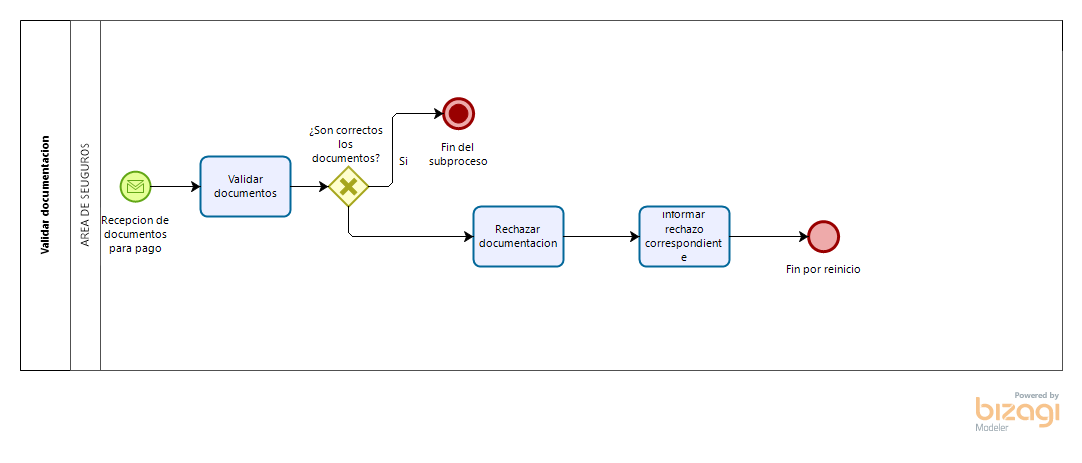 Validar documentacion
AREA DE SEUGUROS
Recepcion de
documentos
para pago
Validar
documentos
¿Son correctos
los
documentos?
Si
Fin del
subproceso
Rechazar
documentacion
Informar
rechazo
correspondient
e
Fin por reinicio
Powered by
bizagi
Modeler